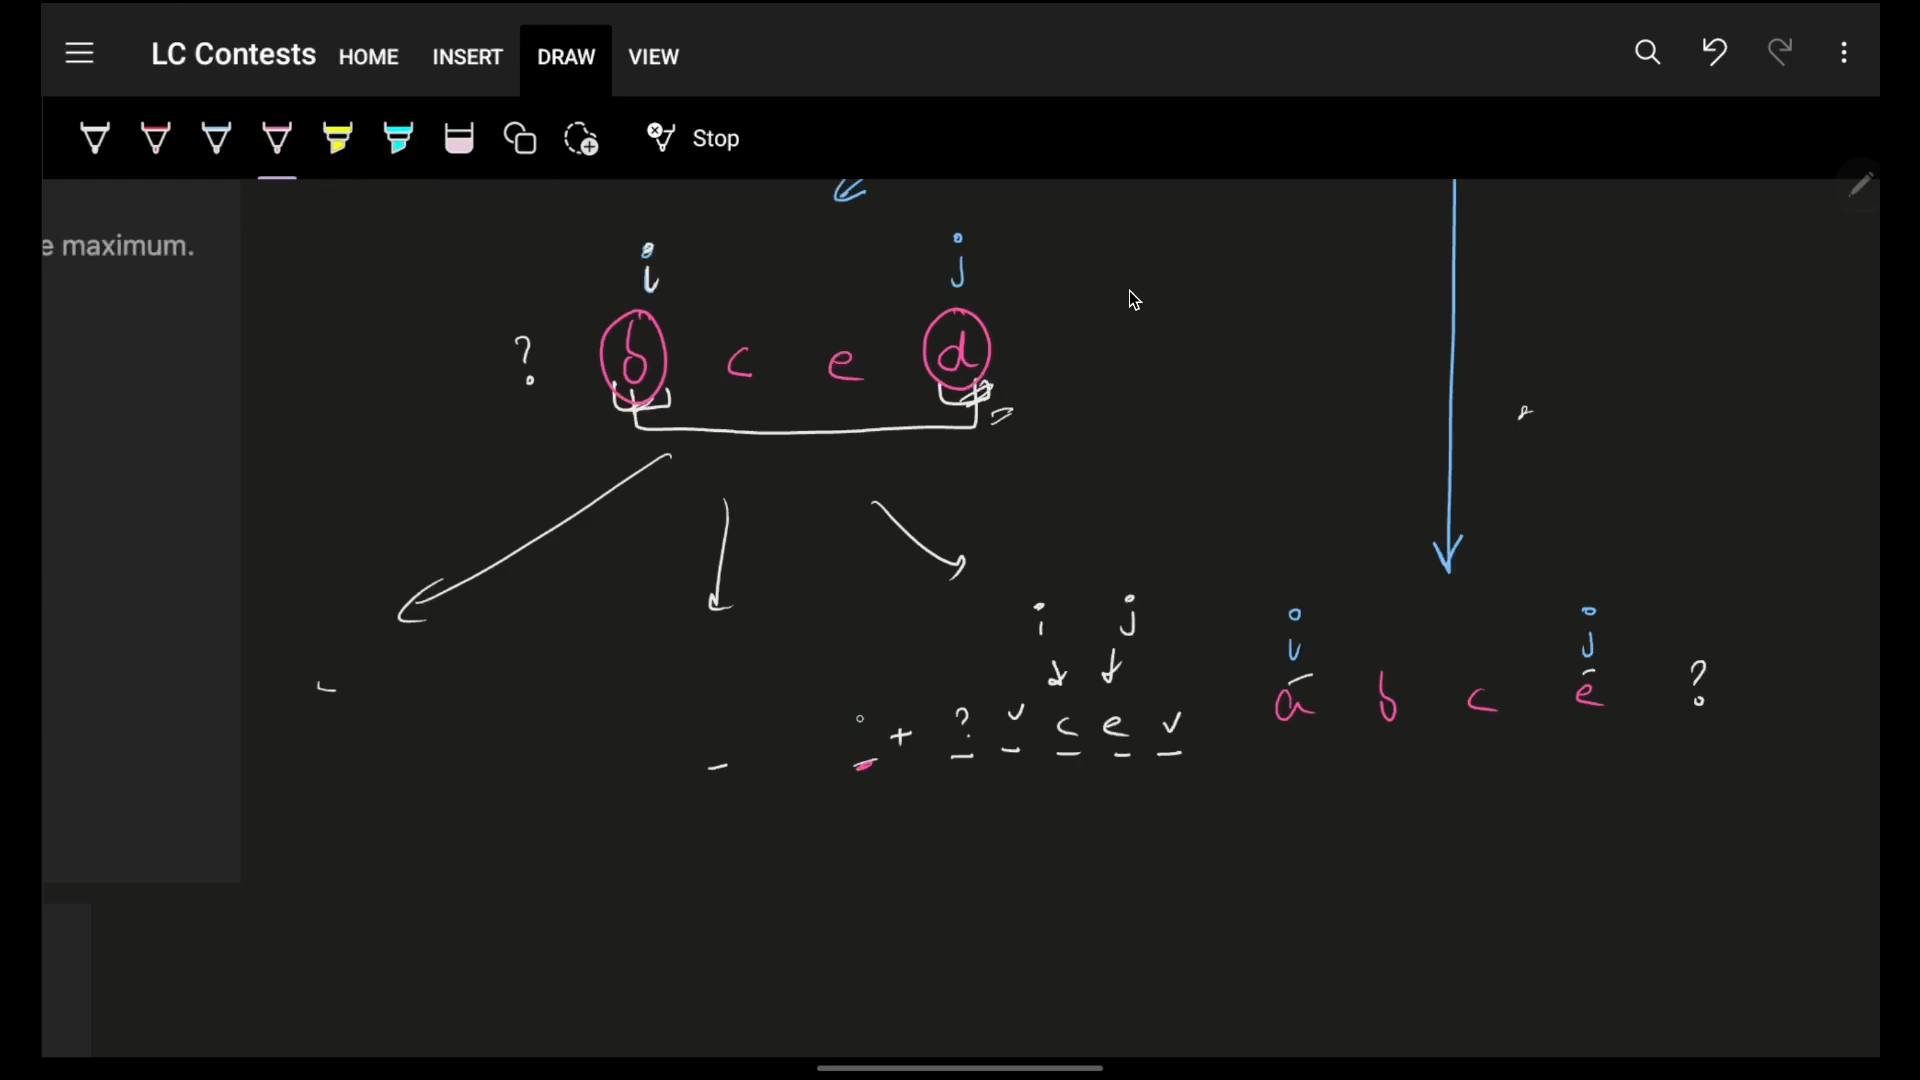 LC Contests HOME INSERT DRAW VIEW
Stop
e maximum.
i j
? b c e d
i j i j
a b c e ?
+ ? v c e v